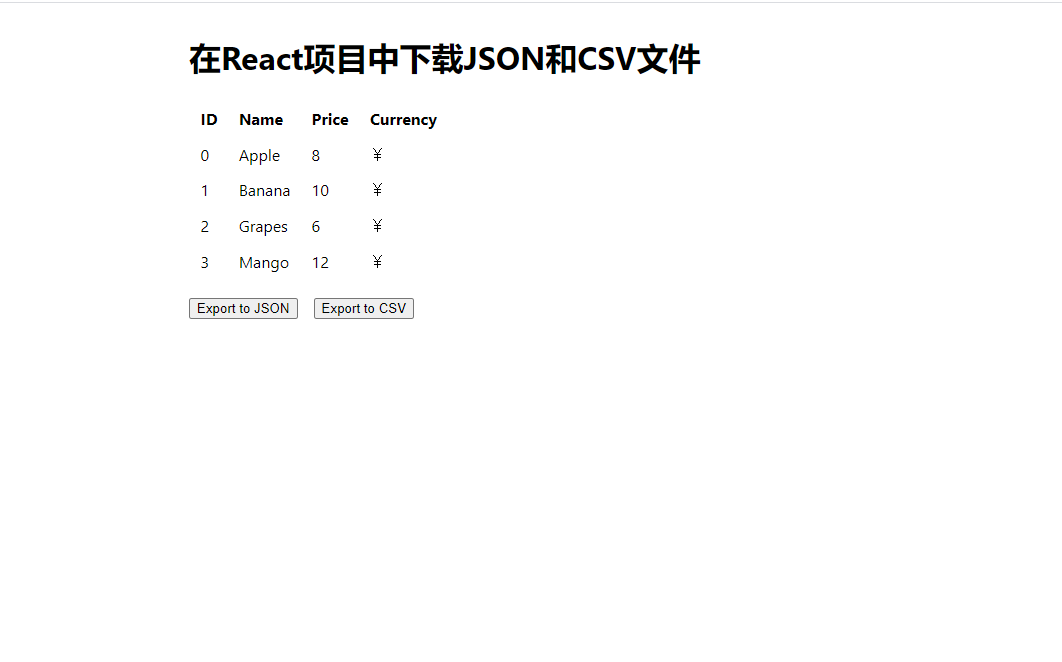 在React项目中下载JSON和CSV文件
ID Name Price Currency
0 Apple 8 ¥
1 Banana 10 ¥
2 Grapes 6 ¥
3 Mango 12 ¥
Export to JSON Export to CSV